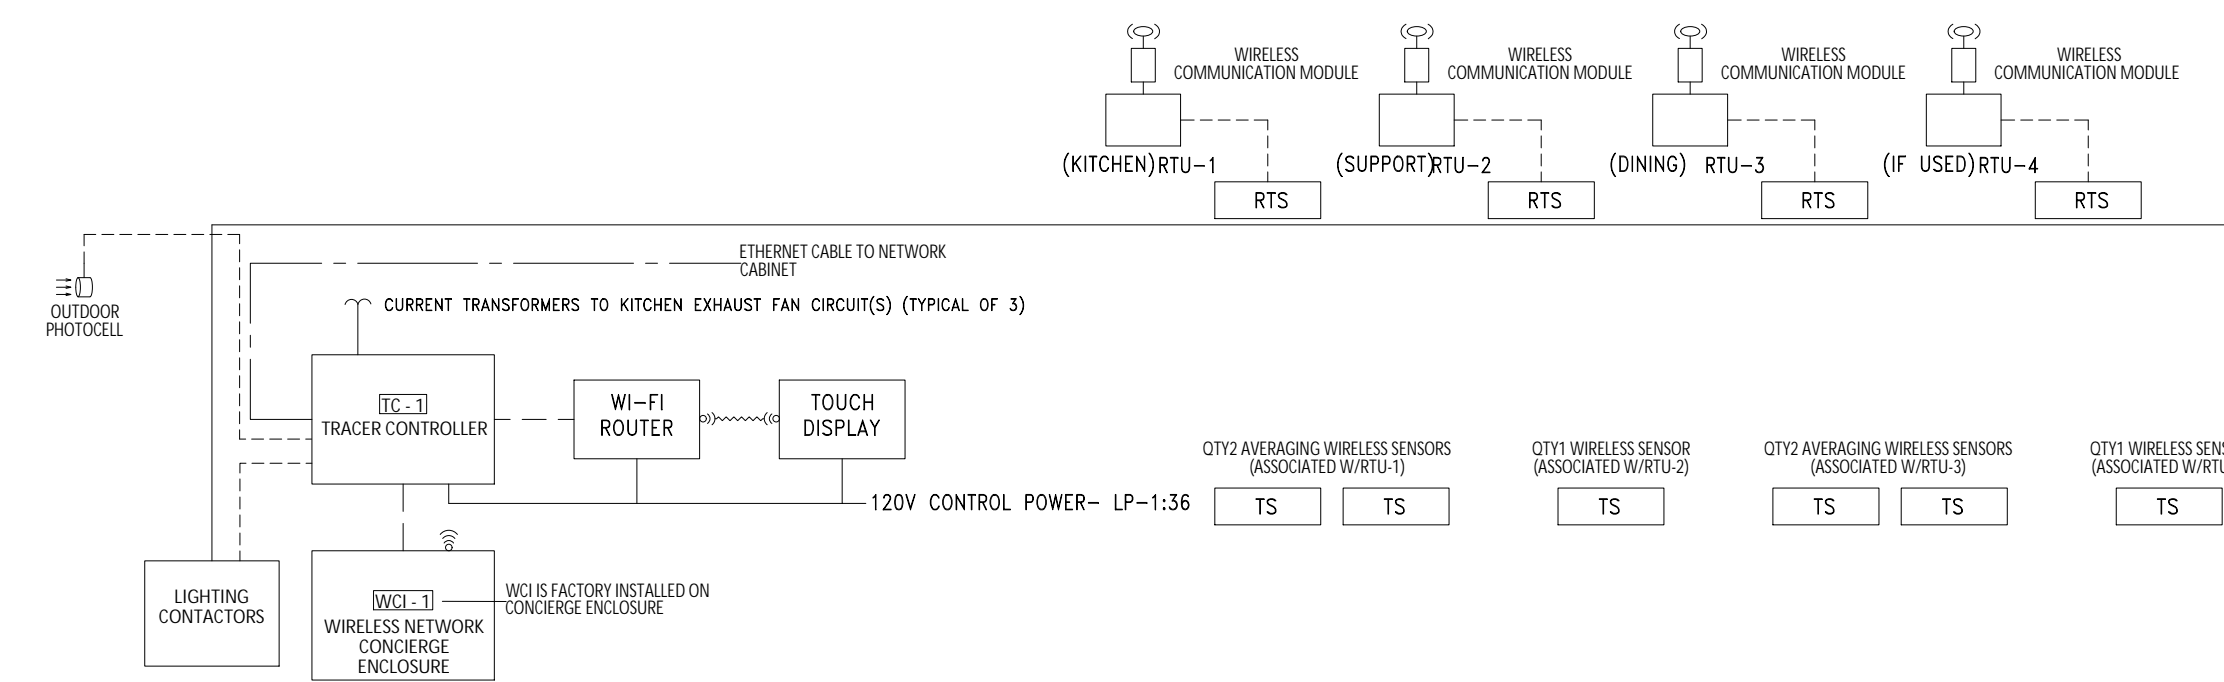 WIRELESS
COMMUNICATION MODULE
WIRELESS
COMMUNICATION MODULE
WIRELESS
COMMUNICATION MODULE
WIRELESS
COMMUNICATION MODULE
(KITCHEN) RTU-1
(SUPPORT) RTU-2
(DINING) RTU-3
(IF USED) RTU-4
RTS
RTS
RTS
RTS
ETHERNET CABLE TO NETWORK
CABINET
OUTDOOR
PHOTOCELL
CURRENT TRANSFORMERS TO KITCHEN EXHAUST FAN CIRCUIT(S) (TYPICAL OF 3)
TC - 1
TRACER CONTROLLER
WI-FI
ROUTER
TOUCH
DISPLAY
120V CONTROL POWER- LP-1:36
QTY2 AVERAGING WIRELESS SENSORS
(ASSOCIATED W/RTU-1)
TS
TS
QTY1 WIRELESS SENSOR
(ASSOCIATED W/RTU-2)
TS
QTY2 AVERAGING WIRELESS SENSORS
(ASSOCIATED W/RTU-3)
TS
TS
QTY1 WIRELESS
(ASSOCIATED
TS
LIGHTING
CONTACTORS
WCI - 1
WIRELESS NETWORK
CONCIERGE
ENCLOSURE
WCI IS FACTORY INSTALLED ON
CONCIERGE ENCLOSURE